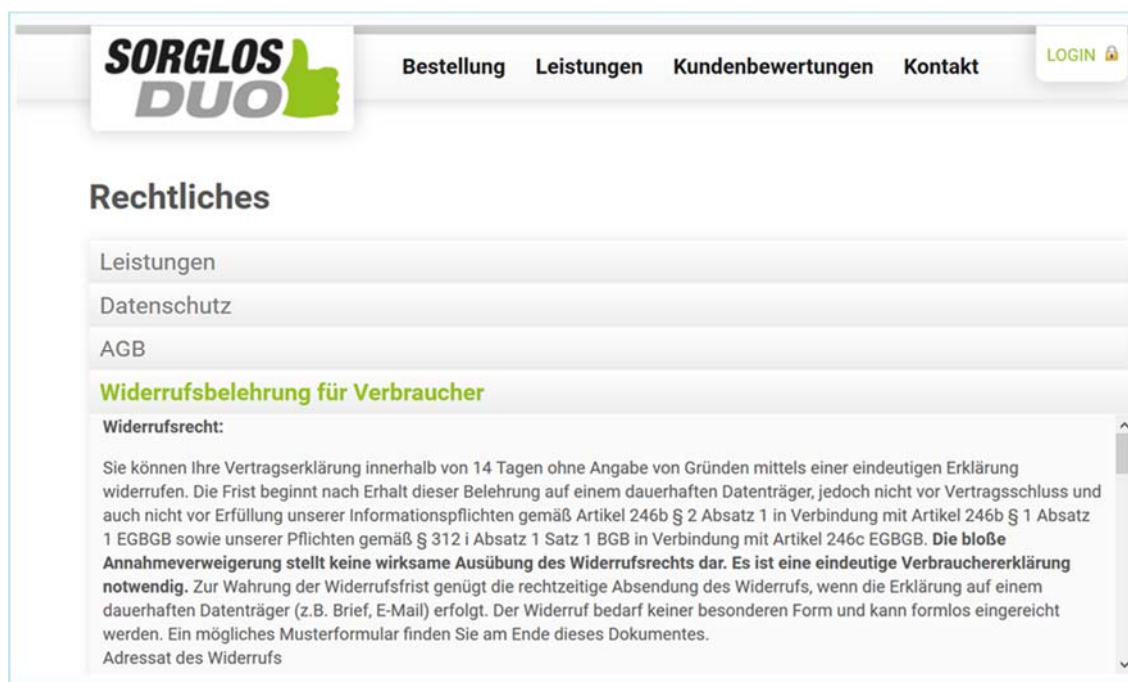 SORGLOS
DUO
Bestellung Leistungen Kundenbewertungen Kontakt
LOGIN
Rechtliches
Leistungen
Datenschutz
AGB
Widerrufsbelehrung für Verbraucher
Widerrufsrecht:
Sie können Ihre Vertragserklärung innerhalb von 14 Tagen ohne Angabe von Gründen mittels einer eindeutigen Erklärung
widerrufen. Die Frist beginnt nach Erhalt dieser Belehrung auf einem dauerhaften Datenträger, jedoch nicht vor Vertragsschluss und
auch nicht vor Erfüllung unserer Informationspflichten gemäß Artikel 246b § 2 Absatz 1 in Verbindung mit Artikel 246b § 1 Absatz
1 EGBGB sowie unserer Pflichten gemäß § 312 i Absatz 1 Satz 1 BGB in Verbindung mit Artikel 246c EGBGB. Die bloße
Annahmeverweigerung stellt keine wirksame Ausübung des Widerrufsrechts dar. Es ist eine eindeutige Verbrauchererklärung
notwendig. Zur Wahrung der Widerrufsfrist genügt die rechtzeitige Absendung des Widerrufs, wenn die Erklärung auf einem
dauerhaften Datenträger (z.B. Brief, E-Mail) erfolgt. Der Widerruf bedarf keiner besonderen Form und kann formlos eingereicht
werden. Ein mögliches Musterformular finden Sie am Ende dieses Dokumentes.
Adressat des Widerrufs